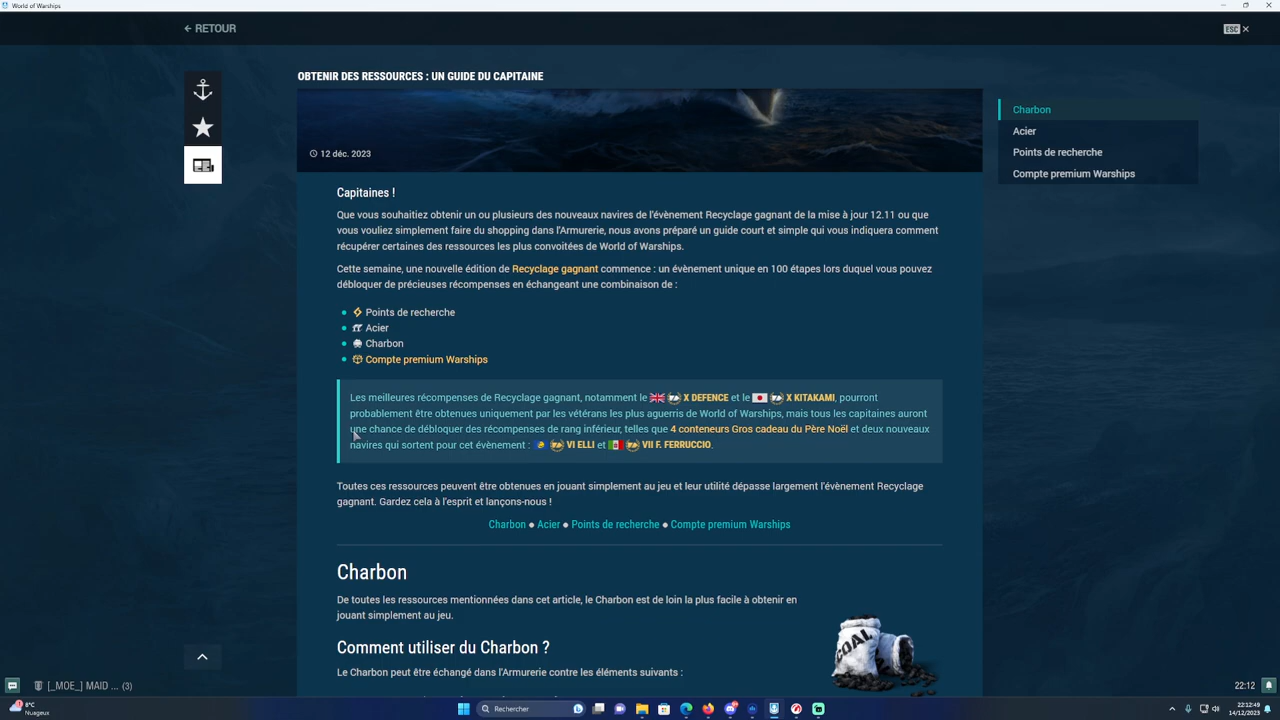 World of Warships
← RETOUR
ESC ×
OBTENIR DES RESSOURCES : UN GUIDE DU CAPITAINE
12 déc. 2023
Charbon
Acier
Points de recherche
Compte premium Warships
Capitaines !
Que vous souhaitiez obtenir un ou plusieurs des nouveaux navires de l'évènement Recyclage gagnant de la mise à jour 12.11 ou que
vous vouliez simplement faire du shopping dans l'Armurerie, nous avons préparé un guide court et simple qui vous indiquera comment
récupérer certaines des ressources les plus convoitées de World of Warships.
Cette semaine, une nouvelle édition de Recyclage gagnant commence : un évènement unique en 100 étapes lors duquel vous pouvez
débloquer de précieuses récompenses en échangeant une combinaison de :
Points de recherche
Acier
Charbon
Compte premium Warships
Les meilleures récompenses de Recyclage gagnant, notamment le X DEFENCE et le X KITAKAMI, pourront
probablement être obtenues uniquement par les vétérans les plus aguerris de World of Warships, mais tous les capitaines auront
une chance de débloquer des récompenses de rang inférieur, telles que 4 conteneurs Gros cadeau du Père Noël et deux nouveaux
navires qui sortent pour cet évènement : VI ELLI et VII F. FERRUCCIO.
Toutes ces ressources peuvent être obtenues en jouant simplement au jeu et leur utilité dépasse largement l'évènement Recyclage
gagnant. Gardez cela à l'esprit et lançons-nous !
Charbon ● Acier ● Points de recherche ● Compte premium Warships
Charbon
De toutes les ressources mentionnées dans cet article, le Charbon est de loin la plus facile à obtenir en
jouant simplement au jeu.
COAL
Comment utiliser du Charbon ?
Le Charbon peut être échangé dans l'Armurerie contre les éléments suivants :
[_MOE_] MAID ... (3)
22:12
8°C
Nuageux
Rechercher
22:12:49
14/12/2023